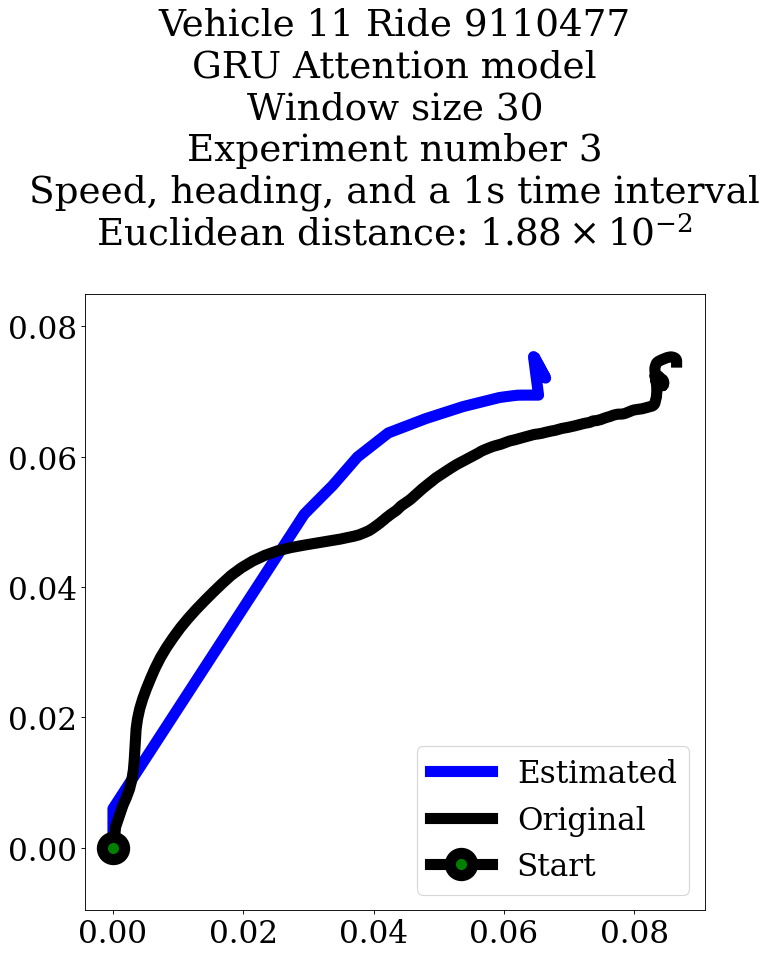 Vehicle 11 Ride 9110477
GRU Attention model
Window size 30
Experiment number 3
Speed, heading, and a 1s time interval
Euclidean distance: 1.88 × 10⁻²
0.08
0.06
0.04
0.02
0.00
Estimated
Original
Start
0.00 0.02 0.04 0.06 0.08